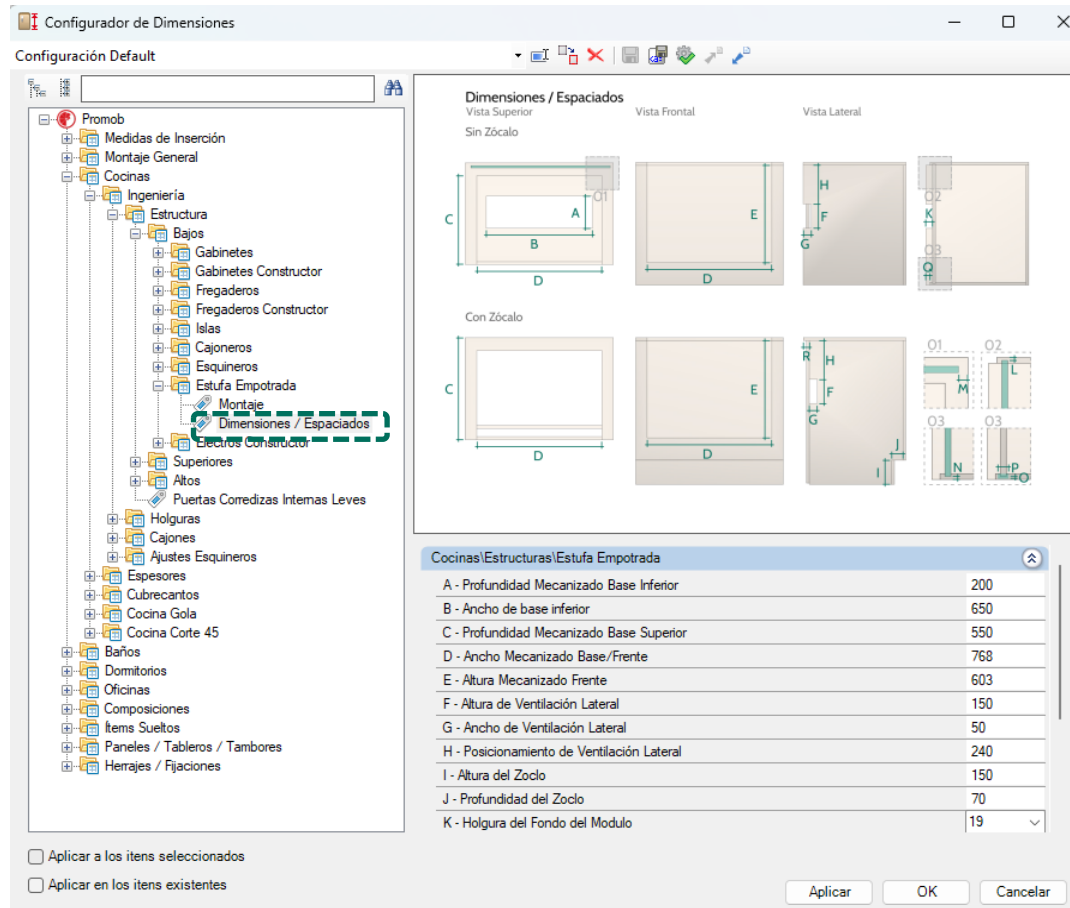 Configurador de Dimensiones
Configuración Default
Promob
Medidas de Inserción
Montaje General
Cocinas
Ingeniería
Estructura
Bajos
Gabinetes
Gabinetes Constructor
Fregaderos
Fregaderos Constructor
Islas
Cajoneros
Esquineros
Estufa Empotrada
Montaje
Dimensiones / Espaciados
Electros Constructor
Superiores
Altos
Puertas Corredizas Internas Leves
Holguras
Cajones
Ajustes Esquineros
Espesores
Cubrecantos
Cocina Gola
Cocina Corte 45
Baños
Dormitorios
Oficinas
Composiciones
Ítems Sueltos
Paneles / Tableros / Tambores
Herrajes / Fijaciones
Dimensiones / Espaciados
Vista Superior Vista Frontal Vista Lateral
Sin Zócalo
C A B D O1
E D
H F G
O2 K O3 Q
Con Zócalo
C D
E D
R H F G J I
O1 M O2 L
O3 N O3 P O
Cocinas\Estructuras\Estufa Empotrada
A - Profundidad Mecanizado Base Inferior 200
B - Ancho de base inferior 650
C - Profundidad Mecanizado Base Superior 550
D - Ancho Mecanizado Base/Frente 768
E - Altura Mecanizado Frente 603
F - Altura de Ventilación Lateral 150
G - Ancho de Ventilación Lateral 50
H - Posicionamiento de Ventilación Lateral 240
I - Altura del Zoclo 150
J - Profundidad del Zoclo 70
K - Holgura del Fondo del Modulo 19
Aplicar a los itens seleccionados
Aplicar en los itens existentes
Aplicar OK Cancelar